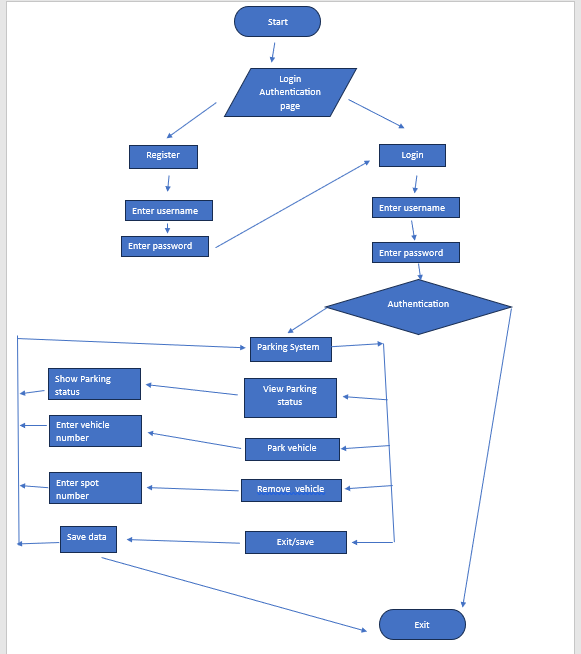 Start
Login
Authentication
page
Register
Login
Enter username
Enter username
Enter password
Enter password
Authentication
Parking System
Show Parking
status
View Parking
status
Enter vehicle
number
Park vehicle
Enter spot
number
Remove vehicle
Save data
Exit/save
Exit